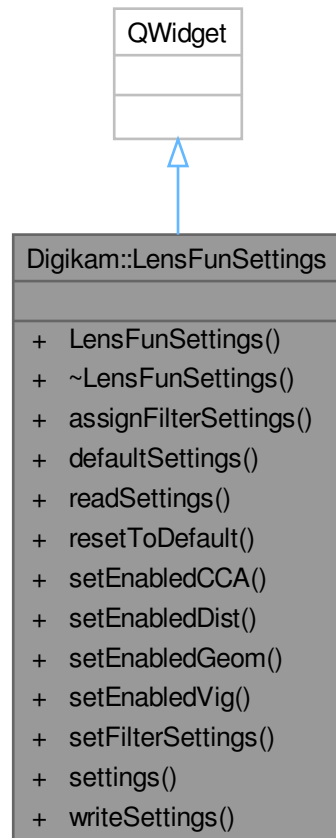 QWidget
Digikam::LensFunSettings
+ LensFunSettings()
+ ~LensFunSettings()
+ assignFilterSettings()
+ defaultSettings()
+ readSettings()
+ resetToDefault()
+ setEnabledCCA()
+ setEnabledDist()
+ setEnabledGeom()
+ setEnabledVig()
+ setFilterSettings()
+ settings()
+ writeSettings()